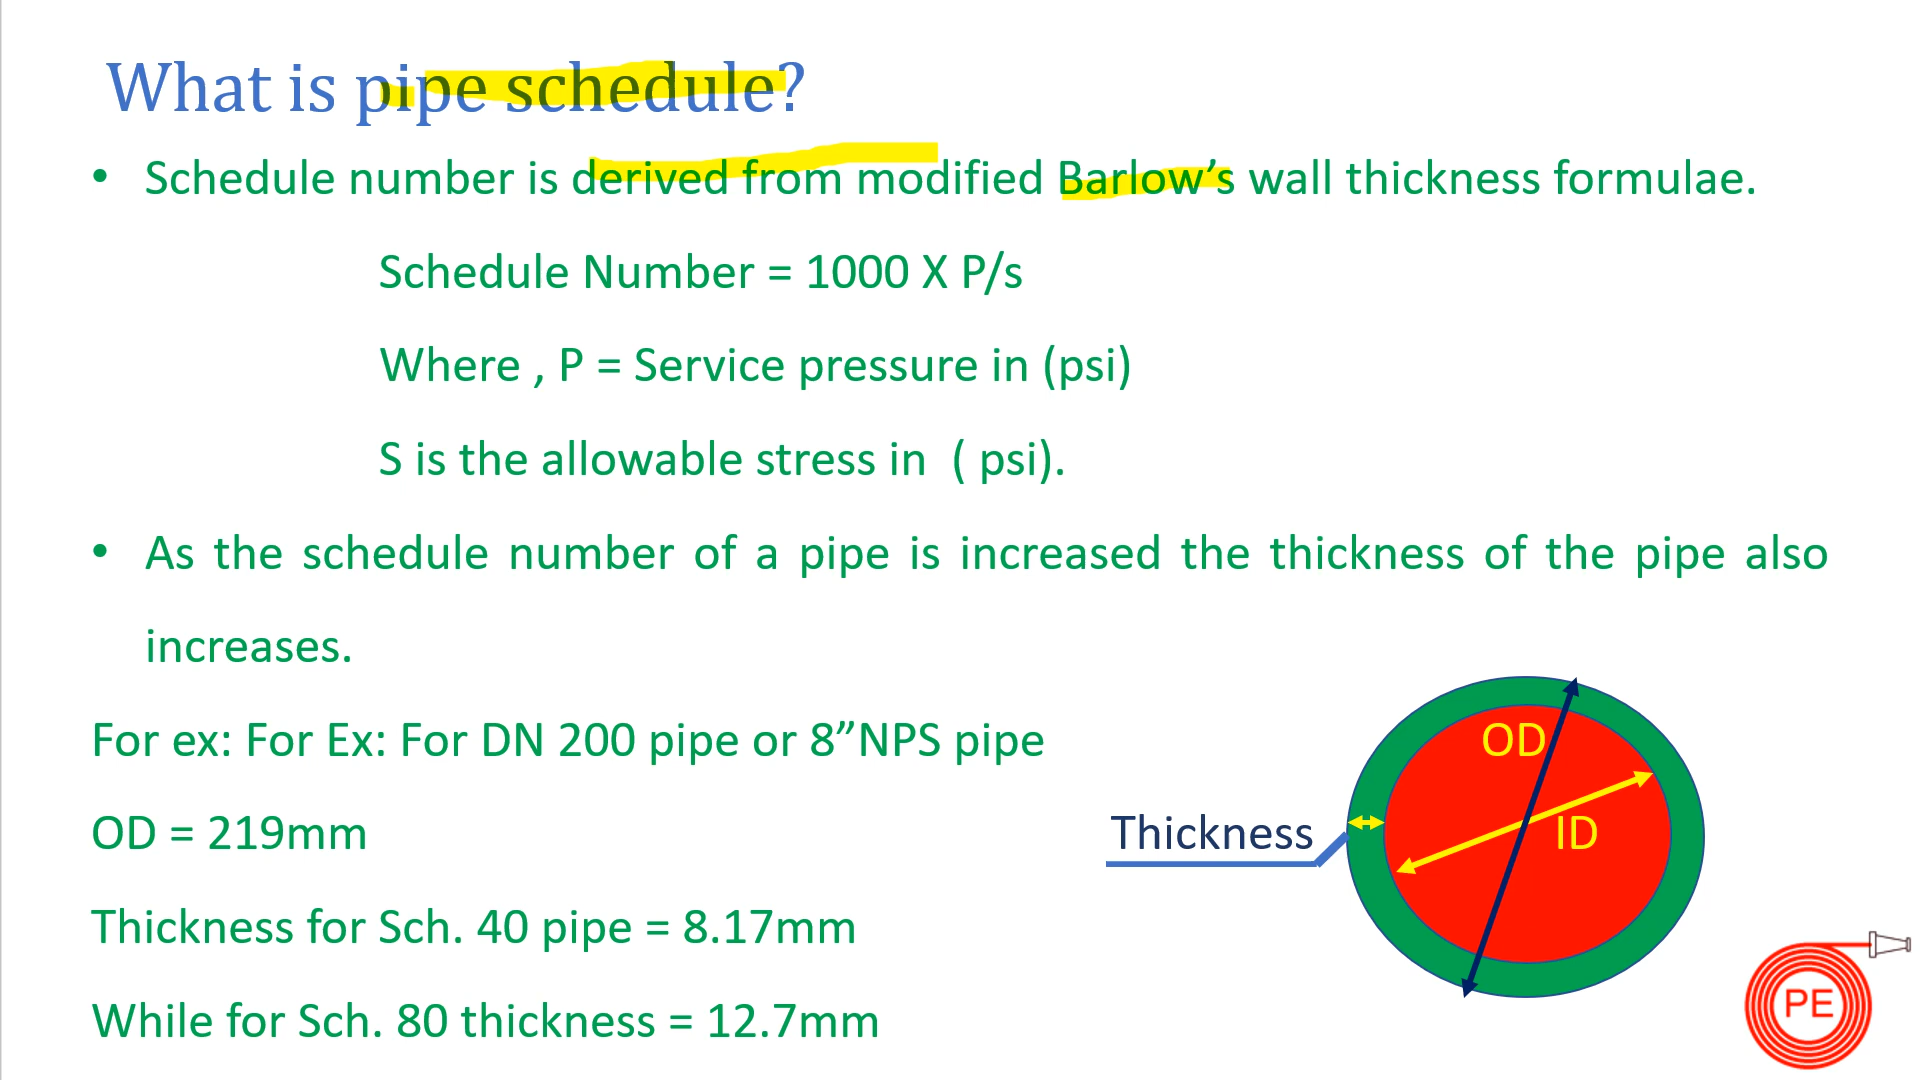 What is pipe schedule?
• Schedule number is derived from modified Barlow’s wall thickness formulae.
Schedule Number = 1000 X P/s
Where , P = Service pressure in (psi)
S is the allowable stress in ( psi).
• As the schedule number of a pipe is increased the thickness of the pipe also
increases.
For ex: For Ex: For DN 200 pipe or 8”NPS pipe
OD = 219mm
Thickness for Sch. 40 pipe = 8.17mm
While for Sch. 80 thickness = 12.7mm
Thickness
OD
ID
PE